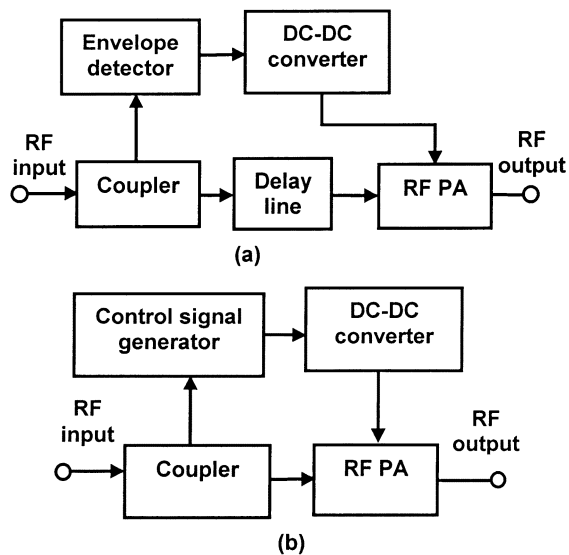 Envelope
detector
DC-DC
converter
RF
input
Coupler
Delay
line
RF PA
RF
output
(a)
Control signal
generator
DC-DC
converter
RF
input
Coupler
RF PA
RF
output
(b)